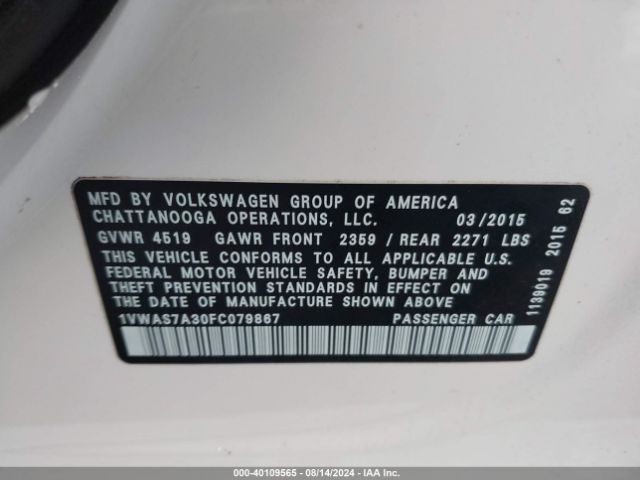 MFD BY VOLKSWAGEN GROUP OF AMERICA
CHATTANOOGA OPERATIONS, LLC. 03/2015
GVWR 4519 GAWR FRONT 2359 / REAR 2271 LBS
THIS VEHICLE CONFORMS TO ALL APPLICABLE U.S.
FEDERAL MOTOR VEHICLE SAFETY, BUMPER AND
THEFT PREVENTION STANDARDS IN EFFECT ON
THE DATE OF MANUFACTURE SHOWN ABOVE
1VWAS7A30FC079867 PASSENGER CAR
1139019 2015 62
000-40109565 - 08/14/2024 - IAAI.COM